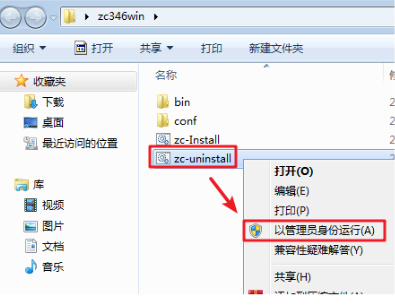 zc346win
组织 打开 共享 打印 新建文件夹
收藏夹
下载
桌面
最近访问的位置
库
视频
图片
文档
音乐
名称
bin
conf
zc-Install
zc-uninstall
打开(O)
编辑(E)
打印(P)
以管理员身份运行(A)
兼容性疑难解答(Y)
共享(H)